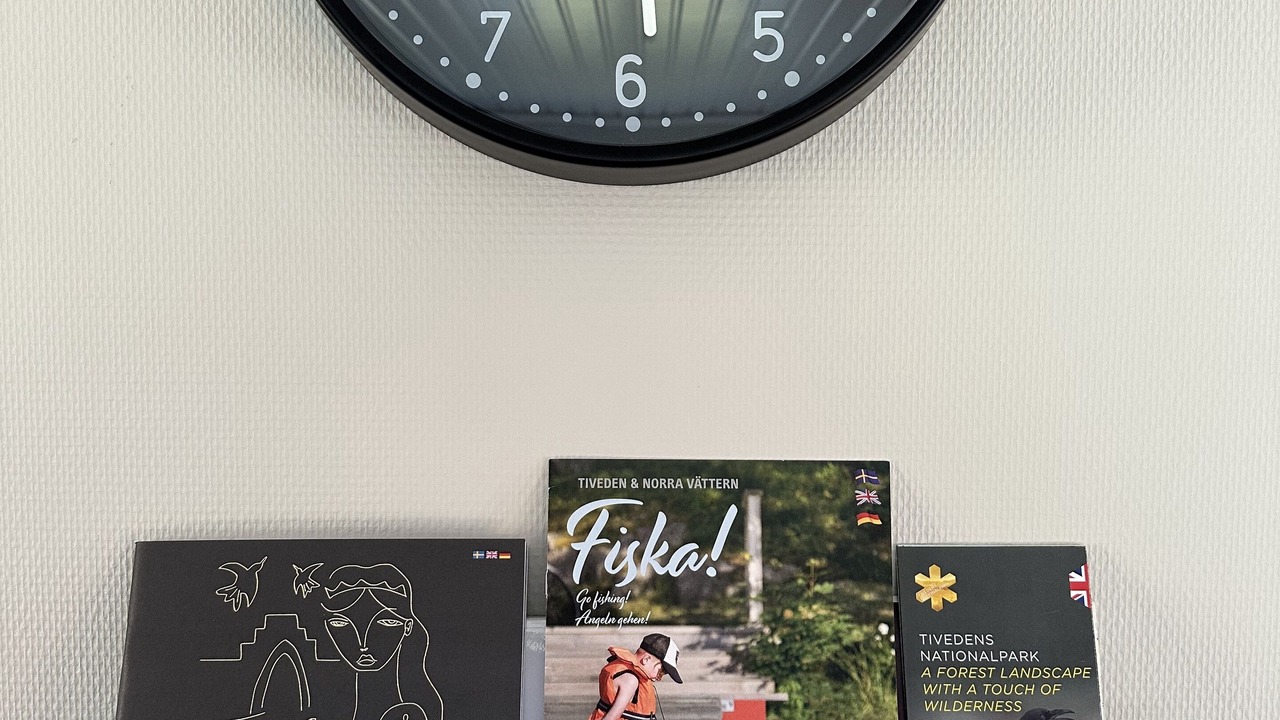 7
5
6
TIVEDEN & NORRA VÄTTERN
Fiska!
Go fishing!
Angeln gehen!
TIVEDENS
NATIONALPARK
A FOREST LANDSCAPE
WITH A TOUCH OF
WILDERNESS